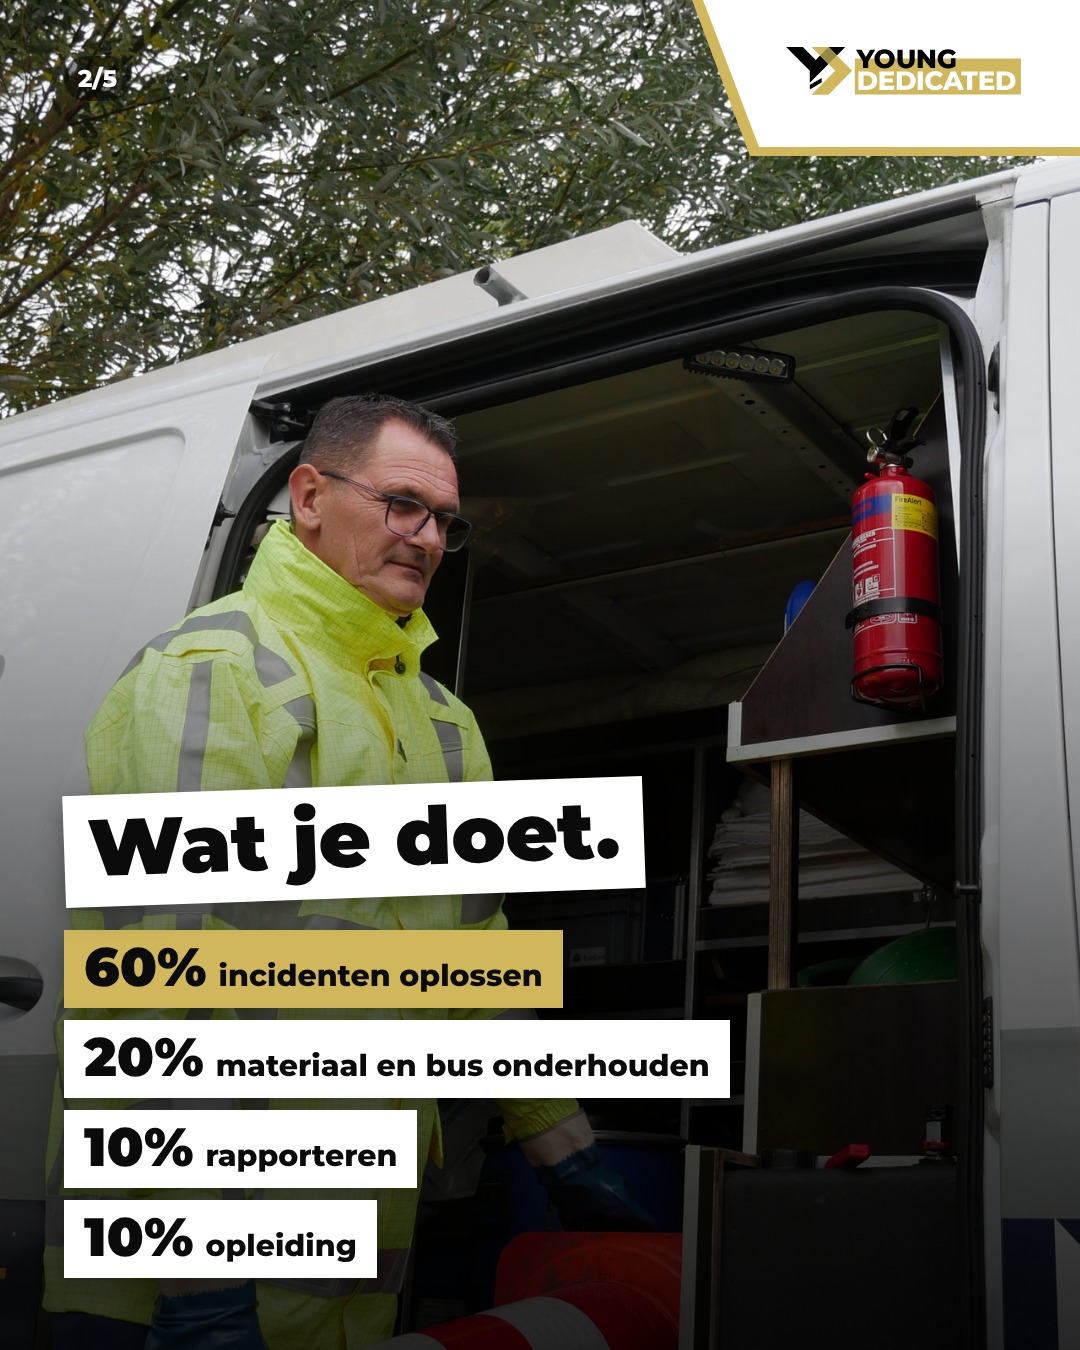 2/5
YOUNG
DEDICATED
FireAlert
Wat je doet.
60% incidenten oplossen
20% materiaal en bus onderhouden
10% rapporteren
10% opleiding